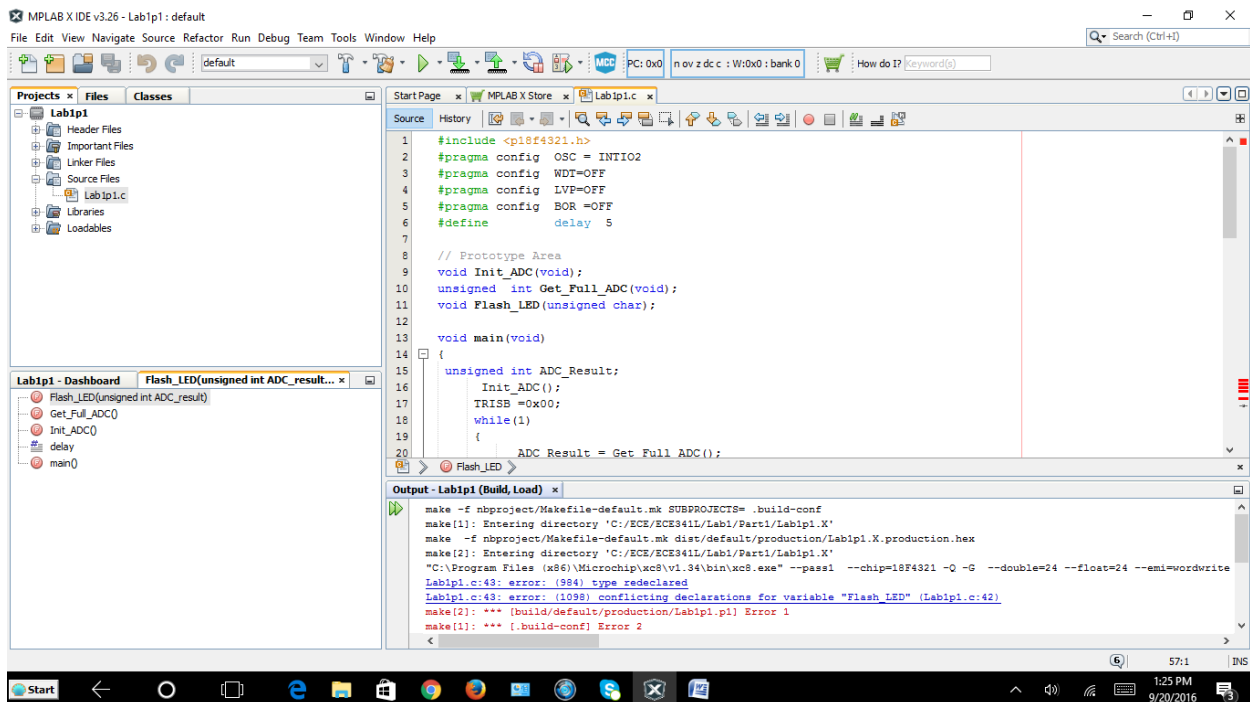 MPLAB X IDE v3.26 - Lab1p1 : default
File Edit View Navigate Source Refactor Run Debug Team Tools Window Help
Search (Ctrl+I)
default
MCC
PC: 0x0
n ov z dc c : W:0x0 : bank 0
How do I? Keyword(s)
Projects Files Classes
Lab1p1
Header Files
Important Files
Linker Files
Source Files
Lab1p1.c
Libraries
Loadables
Lab1p1 - Dashboard Flash_LED(unsigned int ADC_result...
Flash_LED(unsigned int ADC_result)
Get_Full_ADC()
Init_ADC()
delay
main()
Start Page MPLAB X Store Lab1p1.c
Source History
1 #include <p18f4321.h>
2 #pragma config OSC = INTIO2
3 #pragma config WDT=OFF
4 #pragma config LVP=OFF
5 #pragma config BOR =OFF
6 #define delay 5
7
8 // Prototype Area
9 void Init_ADC(void);
10 unsigned int Get_Full_ADC(void);
11 void Flash_LED(unsigned char);
12
13 void main(void)
14 {
15 unsigned int ADC_Result;
16 Init_ADC();
17 TRISB =0x00;
18 while(1)
19 {
20 ADC_Result = Get_Full_ADC();
Flash_LED
Output - Lab1p1 (Build, Load)
make -f nbproject/Makefile-default.mk SUBPROJECTS= .build-conf
make[1]: Entering directory 'C:/ECE/ECE341L/Lab1/Part1/Lab1p1.X'
make -f nbproject/Makefile-default.mk dist/default/production/Lab1p1.X.production.hex
make[2]: Entering directory 'C:/ECE/ECE341L/Lab1/Part1/Lab1p1.X'
"C:\Program Files (x86)\Microchip\xc8\v1.34\bin\xc8.exe" --pass1 --chip=18F4321 -Q -G --double=24 --float=24 --emi=wordwrite
Lab1p1.c:43: error: (984) type redeclared
Lab1p1.c:43: error: (1098) conflicting declarations for variable "Flash_LED" (Lab1p1.c:42)
make[2]: *** [build/default/production/Lab1p1.p1] Error 1
make[1]: *** [.build-conf] Error 2
6
57:1
INS
Start
1:25 PM
9/20/2016
3